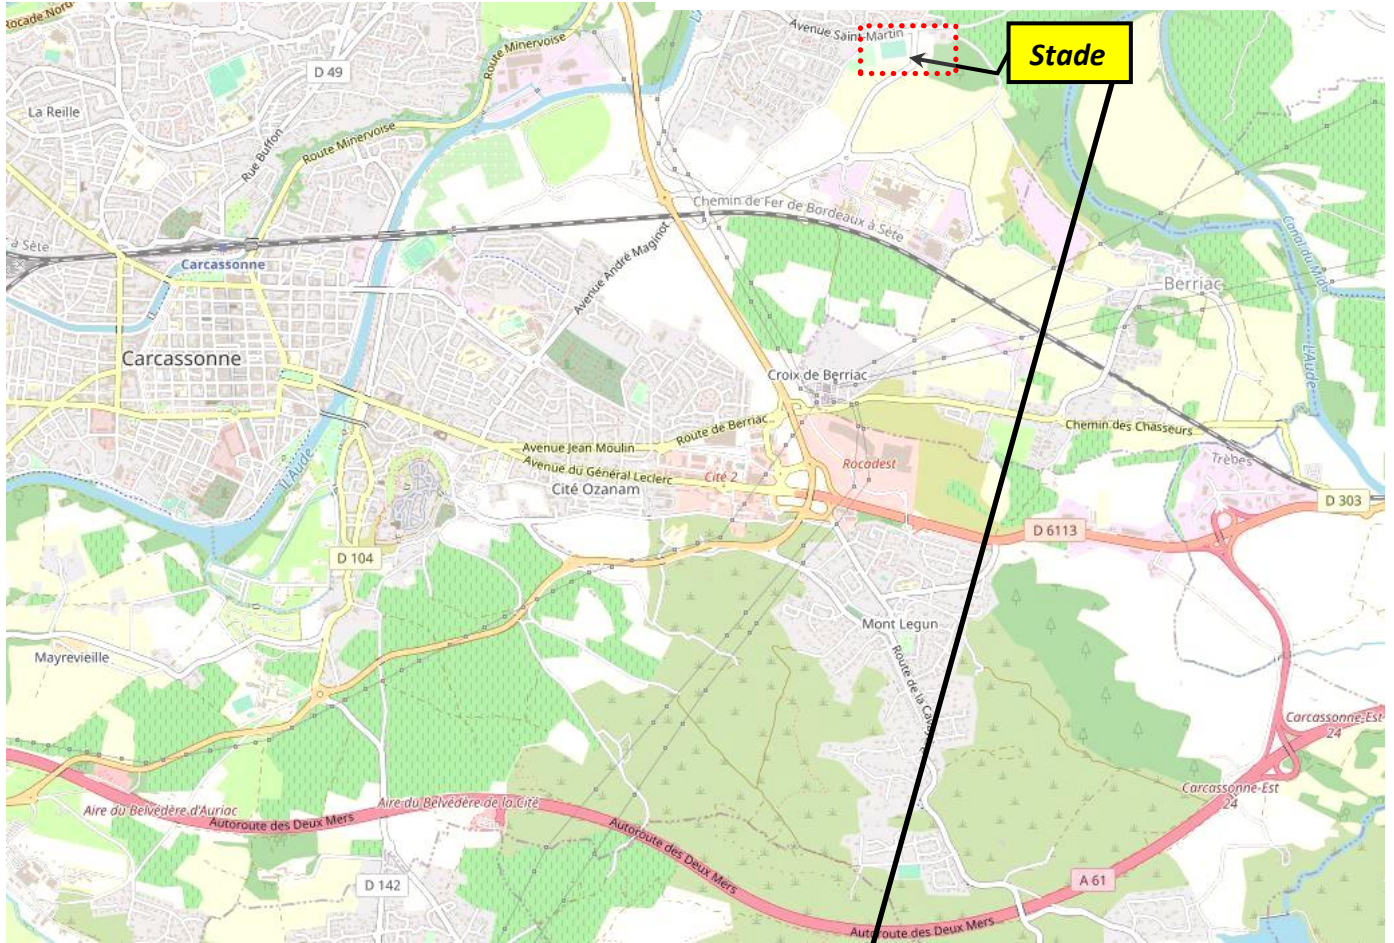 Rocade Nord
Avenue Saint-Martin
Stade
Route Minervoise
D 49
La Reille
Rue Buffon
Route Minervoise
Chemin de Fer de Bordeaux à Sète
à Sète
Carcassonne
Avenue André Maginot
Canal du Midi
Berriac
L'Aude
Carcassonne
Croix de Berriac
Route de Berriac
Chemin des Chasseurs
Avenue Jean Moulin
Avenue du Général Leclerc
Cité 2
Rocadest
Trèbes
L'Aude
Cité Ozanam
D 303
D 6113
D 104
Mont Legun
Mayrevieille
Route de la Cavayère
Carcassonne-Est
24
Carcassonne-Est
24
Aire du Belvédère d'Auriac
Aire du Belvédère de la Cité
Autoroute des Deux Mers
Autoroute des Deux Mers
D 142
A 61
Autoroute des Deux Mers